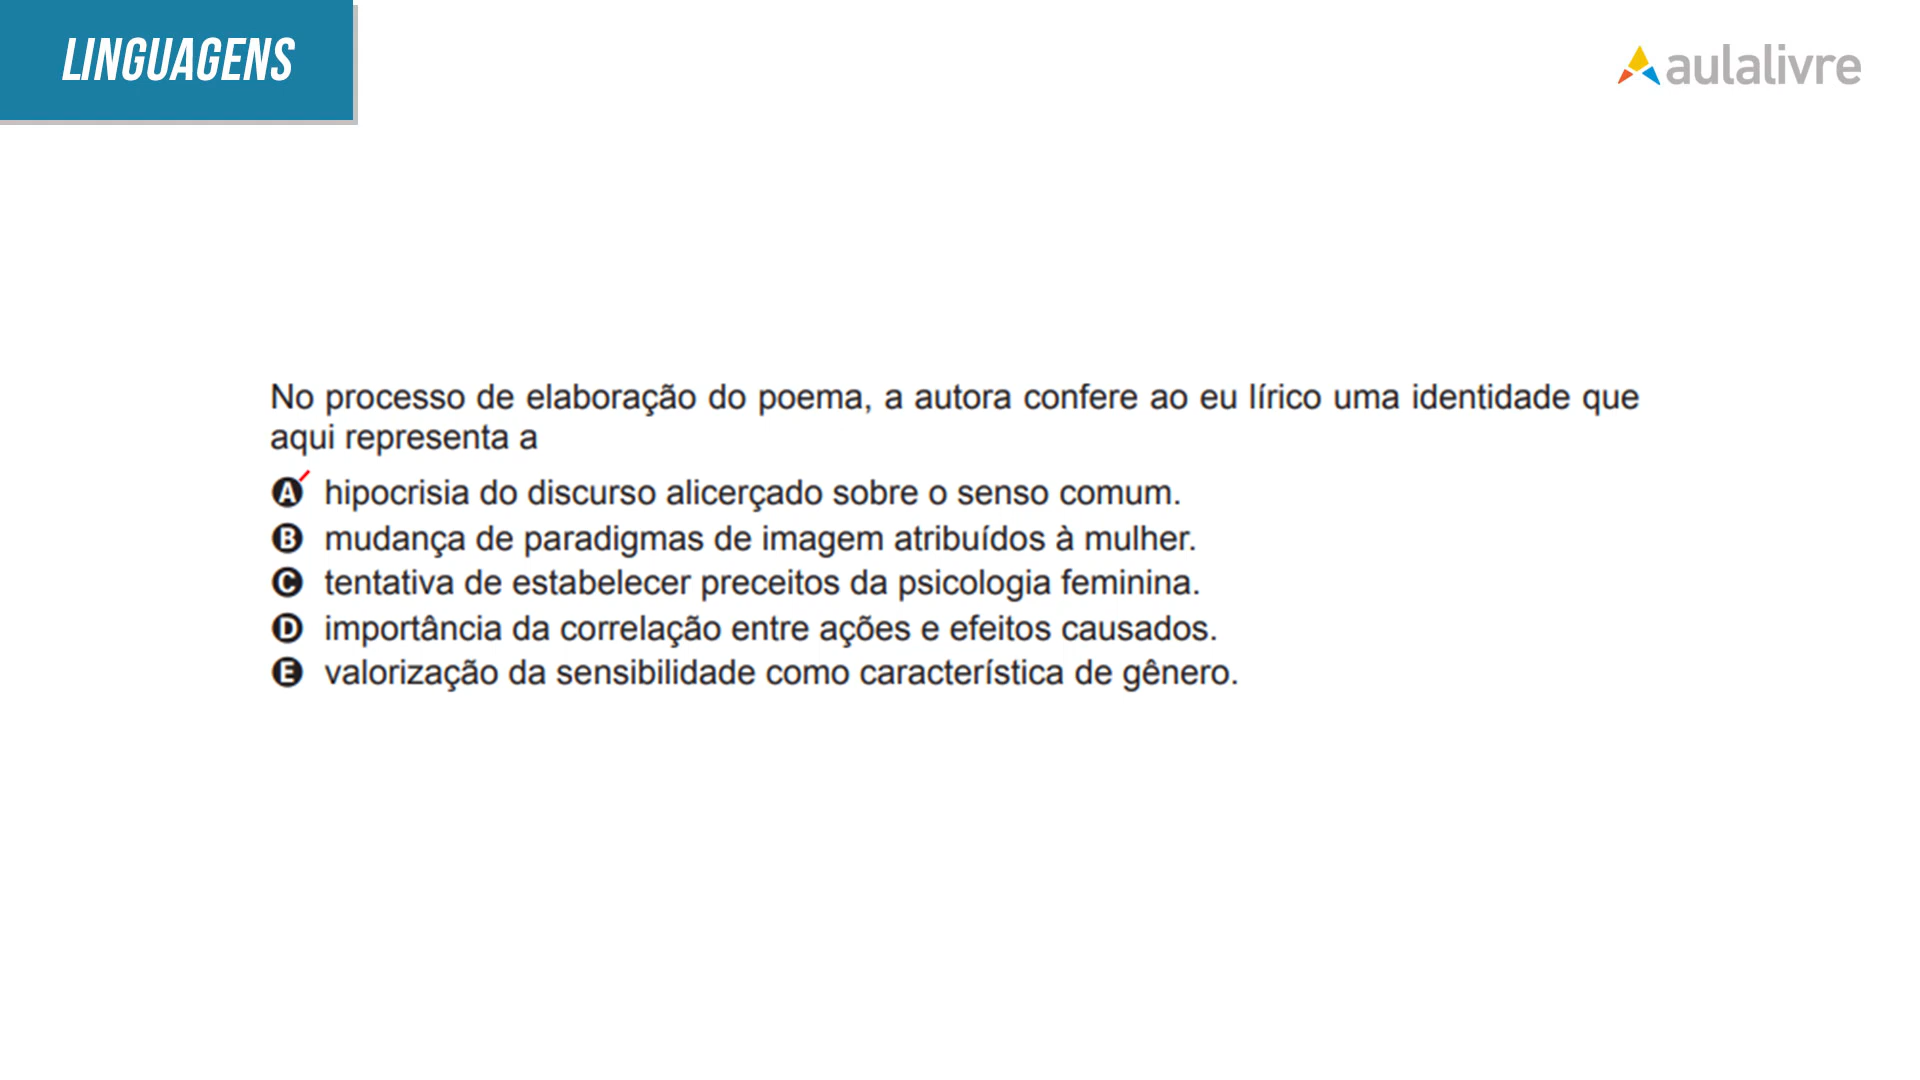 LINGUAGENS
aulalivre
No processo de elaboração do poema, a autora confere ao eu lírico uma identidade que
aqui representa a
A hipocrisia do discurso alicerçado sobre o senso comum.
B mudança de paradigmas de imagem atribuídos à mulher.
C tentativa de estabelecer preceitos da psicologia feminina.
D importância da correlação entre ações e efeitos causados.
E valorização da sensibilidade como característica de gênero.